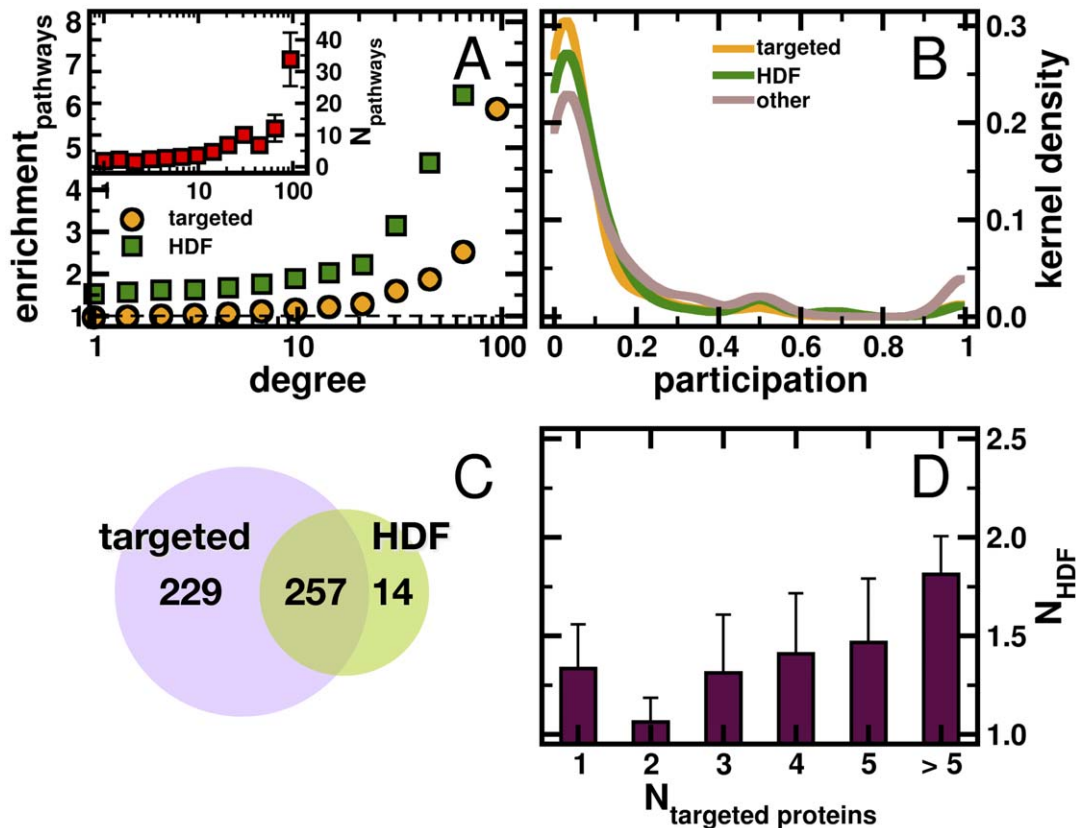 A
enrichment pathways
8
7
6
5
4
3
2
1
1
10
100
degree
targeted
HDF
N pathways
40
30
20
10
0
1
10
100
B
targeted
HDF
other
kernel density
0.3
0.2
0.1
0.0
0
0.2
0.4
0.6
0.8
1
participation
C
targeted
HDF
229
257
14
D
N HDF
2.5
2.0
1.5
1.0
1
2
3
4
5
> 5
N targeted proteins